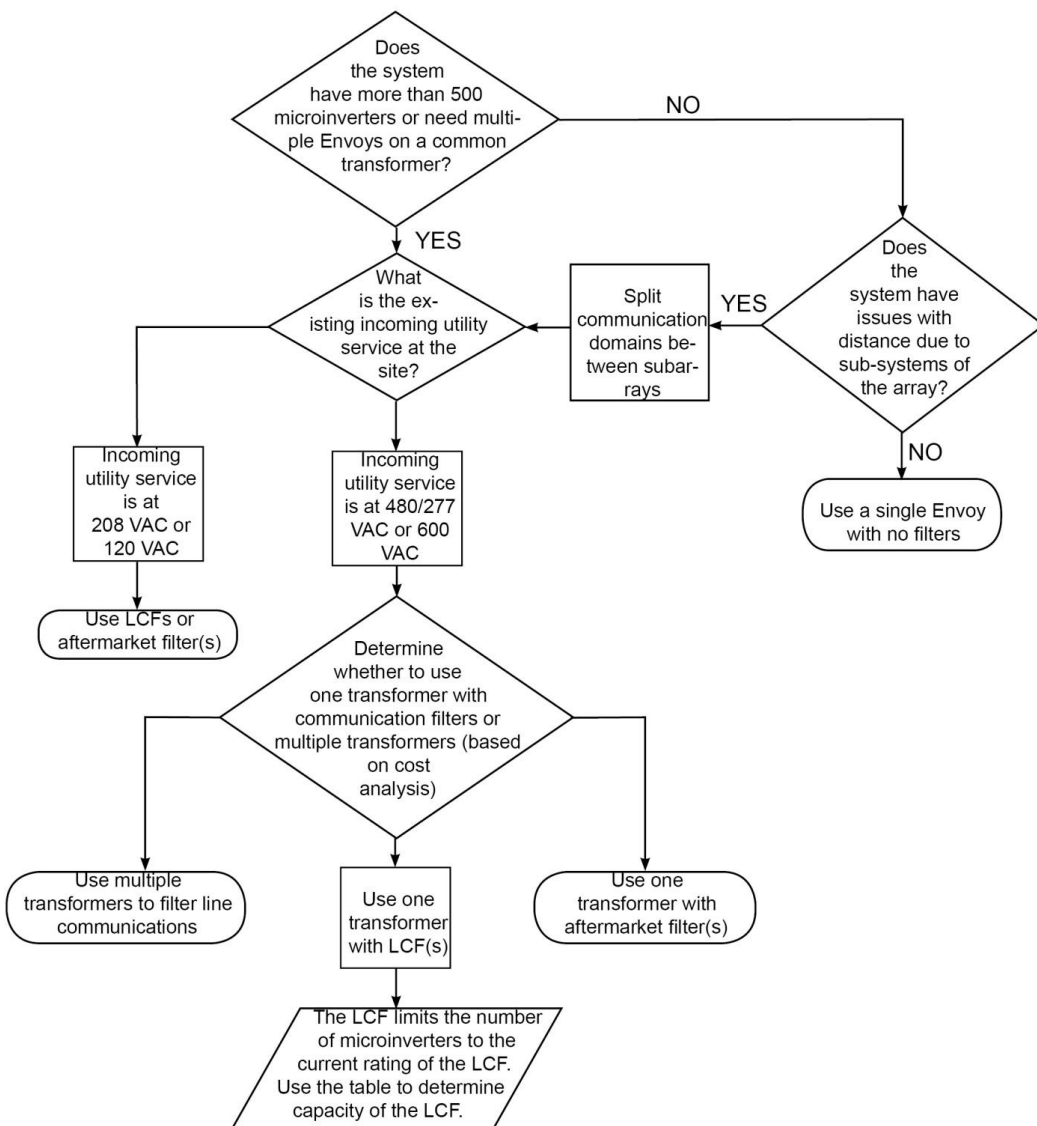 Does
the system
have more than 500
microinverters or need multi-
ple Envoys on a common
transformer?
NO
YES
What
is the ex-
isting incoming utility
service at the
site?
Split
communication
domains be-
tween subar-
rays
YES
Does
the
system have
issues with
distance due to
sub-systems of
the array?
NO
Use a single Envoy
with no filters
Incoming
utility service
is at
208 VAC or
120 VAC
Incoming
utility service
is at 480/277
VAC or 600
VAC
Use LCFs or
aftermarket filter(s)
Determine
whether to use
one transformer with
communication filters or
multiple transformers (based
on cost
analysis)
Use multiple
transformers to filter line
communications
Use one
transformer
with LCF(s)
Use one
transformer with
aftermarket filter(s)
The LCF limits the number
of microinverters to the
current rating of the LCF.
Use the table to determine
capacity of the LCF.